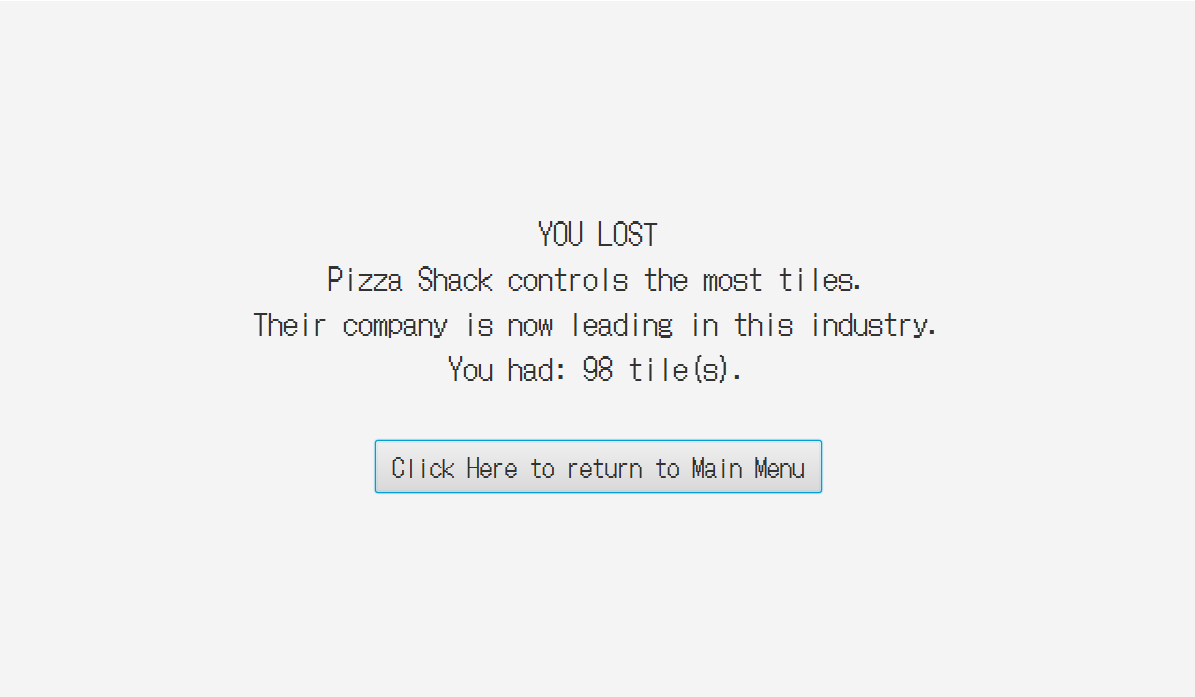 YOU LOST
Pizza Shack controls the most tiles.
Their company is now leading in this industry.
You had: 98 tile(s).
Click Here to return to Main Menu